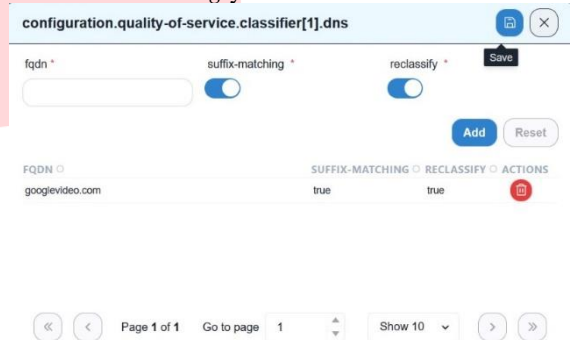 configuration.quality-of-service.classifier[1].dns
fqdn * suffix-matching * reclassify * Save
Add Reset
FQDN SUFFIX-MATCHING RECLASSIFY ACTIONS
googlevideo.com true true
Page 1 of 1 Go to page 1 Show 10